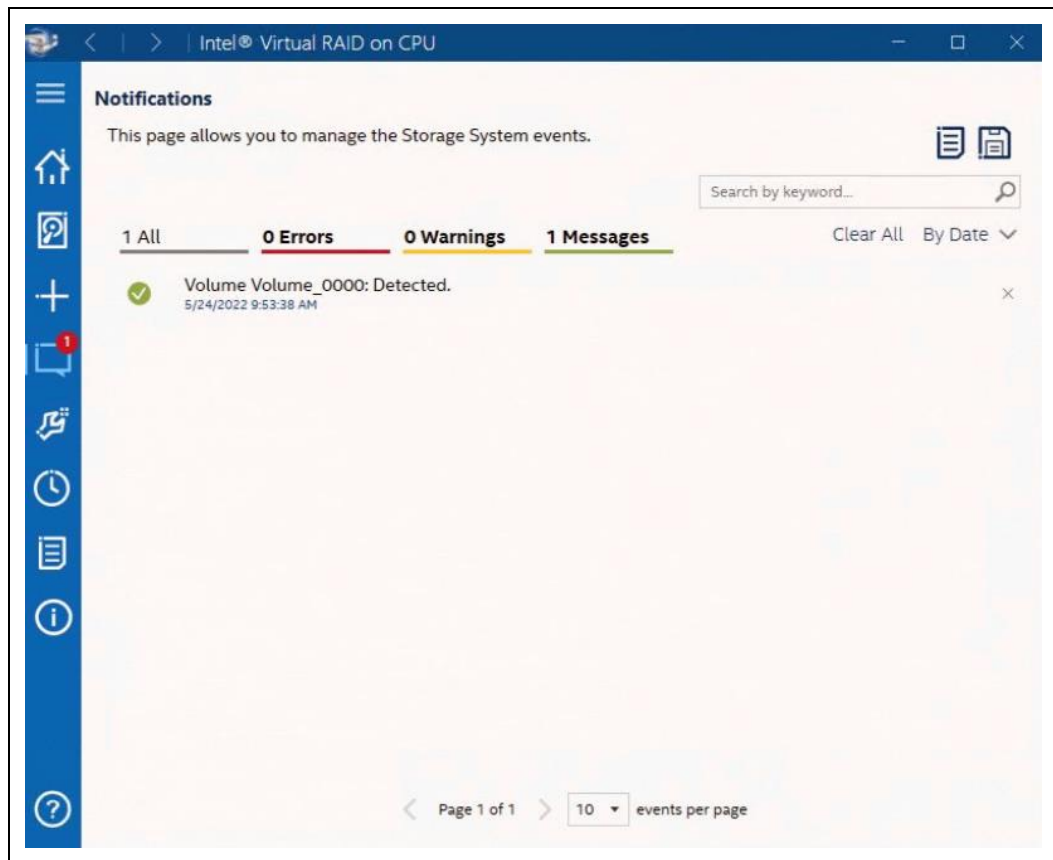 Intel® Virtual RAID on CPU
Notifications
This page allows you to manage the Storage System events.
Search by keyword...
1 All 0 Errors 0 Warnings 1 Messages Clear All By Date
Volume Volume_0000: Detected.
5/24/2022 9:53:38 AM
1
Page 1 of 1 10 events per page